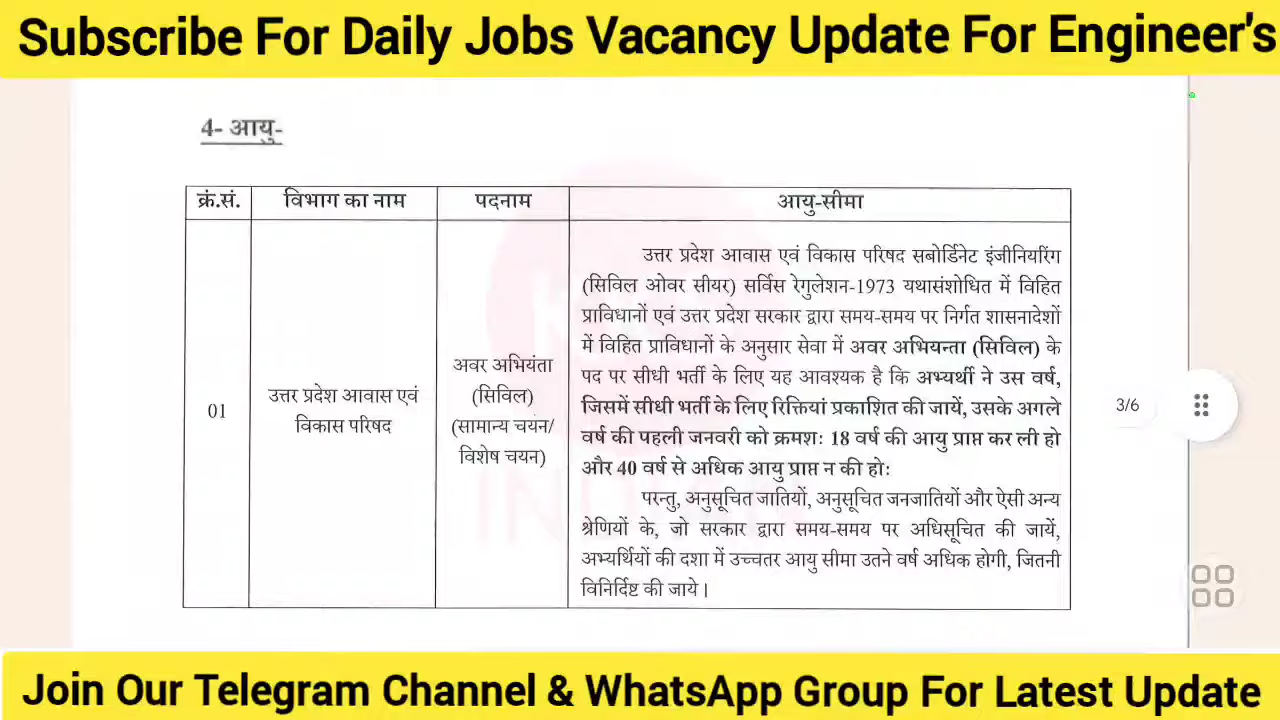 Subscribe For Daily Jobs Vacancy Update For Engineer's
4- आयु-
क्रं.सं.
विभाग का नाम
पदनाम
आयु-सीमा
01
उत्तर प्रदेश आवास एवं
विकास परिषद
अवर अभियंता
(सिविल)
(सामान्य चयन/
विशेष चयन)
उत्तर प्रदेश आवास एवं विकास परिषद सबोर्डिनेट इंजीनियरिंग
(सिविल ओवर सीयर) सर्विस रेगुलेशन-1973 यथासंशोधित में विहित
प्राविधानों एवं उत्तर प्रदेश सरकार द्वारा समय-समय पर निर्गत शासनादेशों
में विहित प्राविधानों के अनुसार सेवा में अवर अभियन्ता (सिविल) के
पद पर सीधी भर्ती के लिए यह आवश्यक है कि अभ्यर्थी ने उस वर्ष,
जिसमें सीधी भर्ती के लिए रिक्तियां प्रकाशित की जायें, उसके अगले
वर्ष की पहली जनवरी को क्रमशः 18 वर्ष की आयु प्राप्त कर ली हो
और 40 वर्ष से अधिक आयु प्राप्त न की होः
परन्तु, अनुसूचित जातियों, अनुसूचित जनजातियों और ऐसी अन्य
श्रेणियों के, जो सरकार द्वारा समय-समय पर अधिसूचित की जायें,
अभ्यर्थियों की दशा में उच्चतर आयु सीमा उतने वर्ष अधिक होगी, जितनी
विनिर्दिष्ट की जाये।
3/6
Join Our Telegram Channel & WhatsApp Group For Latest Update